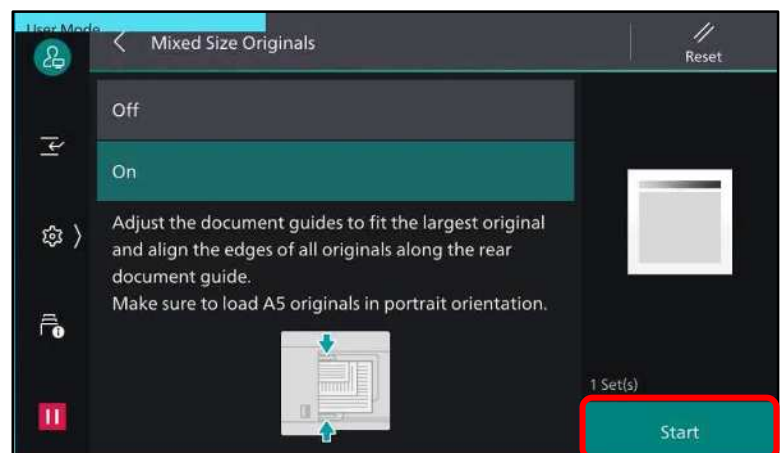 User Mode
Mixed Size Originals
Reset
Off
On
Adjust the document guides to fit the largest original
and align the edges of all originals along the rear
document guide.
Make sure to load A5 originals in portrait orientation.
1 Set(s)
Start